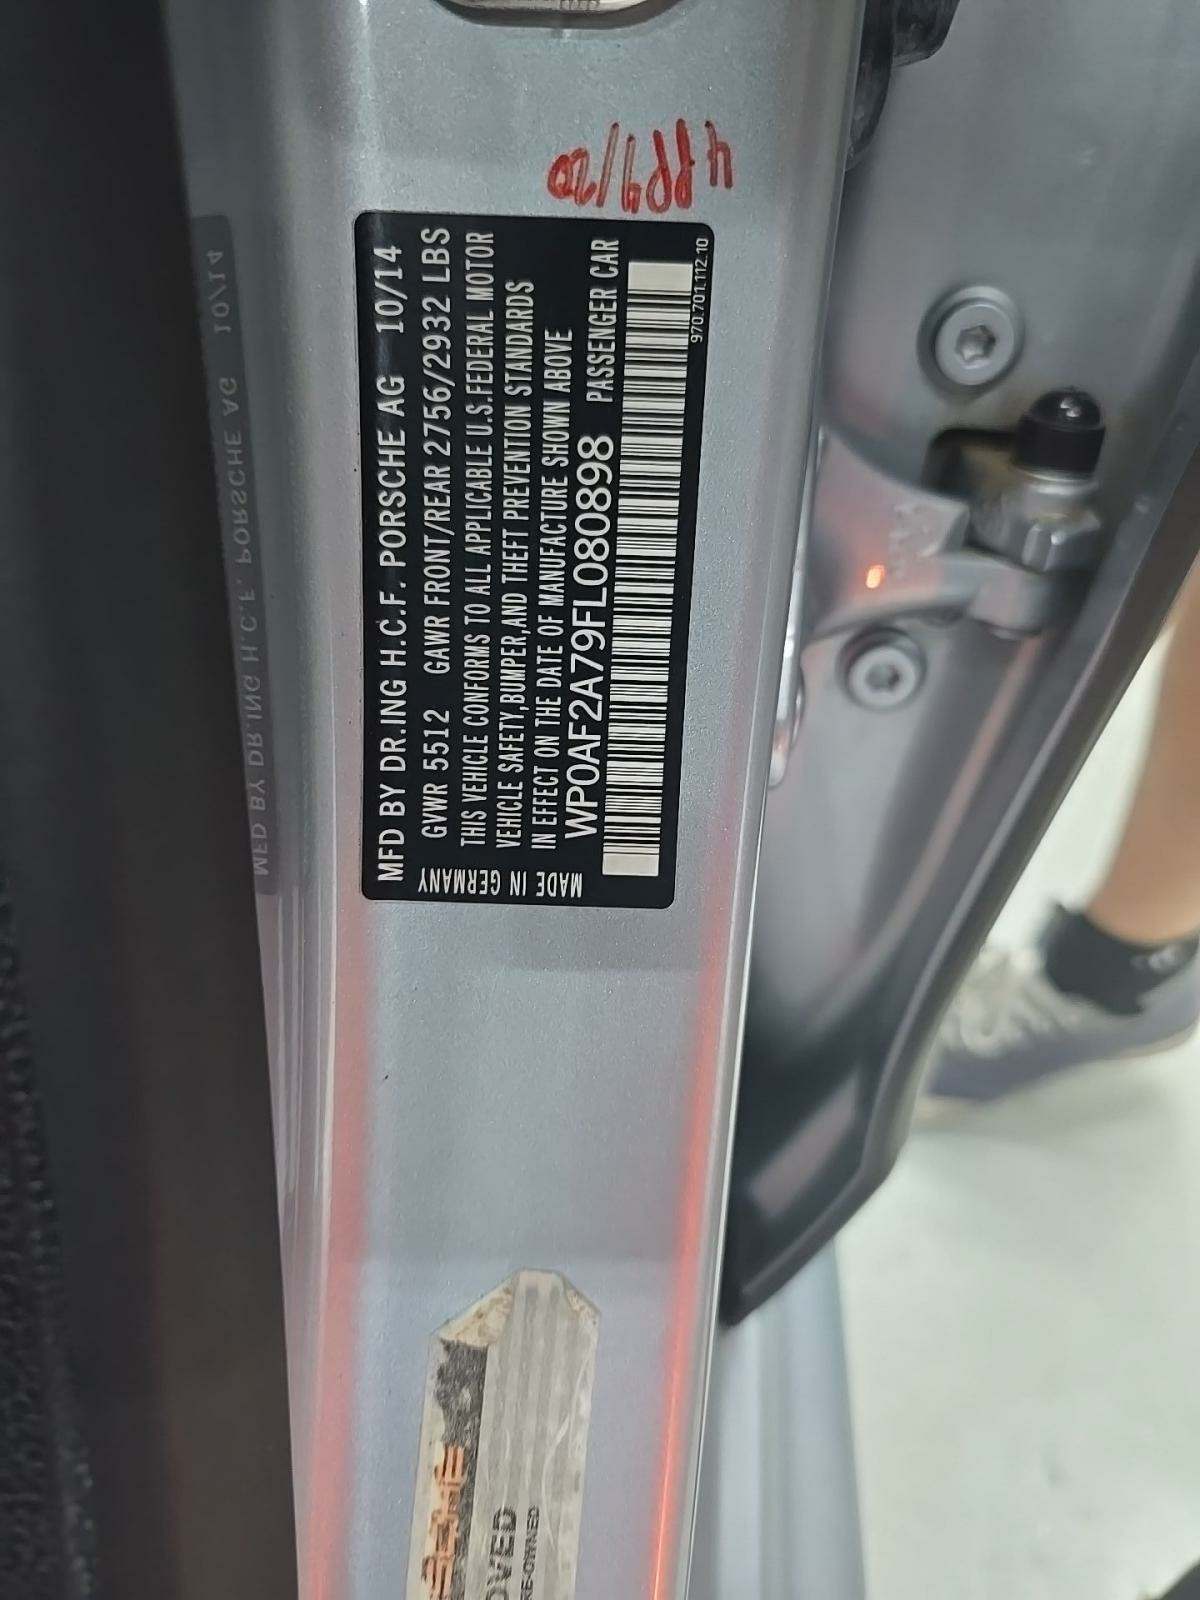 MFD BY DR.ING H.C.F. PORSCHE AG 10/14
GVWR 5512 GAWR FRONT/REAR 2756/2932 LBS
THIS VEHICLE CONFORMS TO ALL APPLICABLE U.S.FEDERAL MOTOR
VEHICLE SAFETY,BUMPER,AND THEFT PREVENTION STANDARDS
IN EFFECT ON THE DATE OF MANUFACTURE SHOWN ABOVE
WP0AF2A79FL080898 PASSENGER CAR
MADE IN GERMANY
970.701.112.10